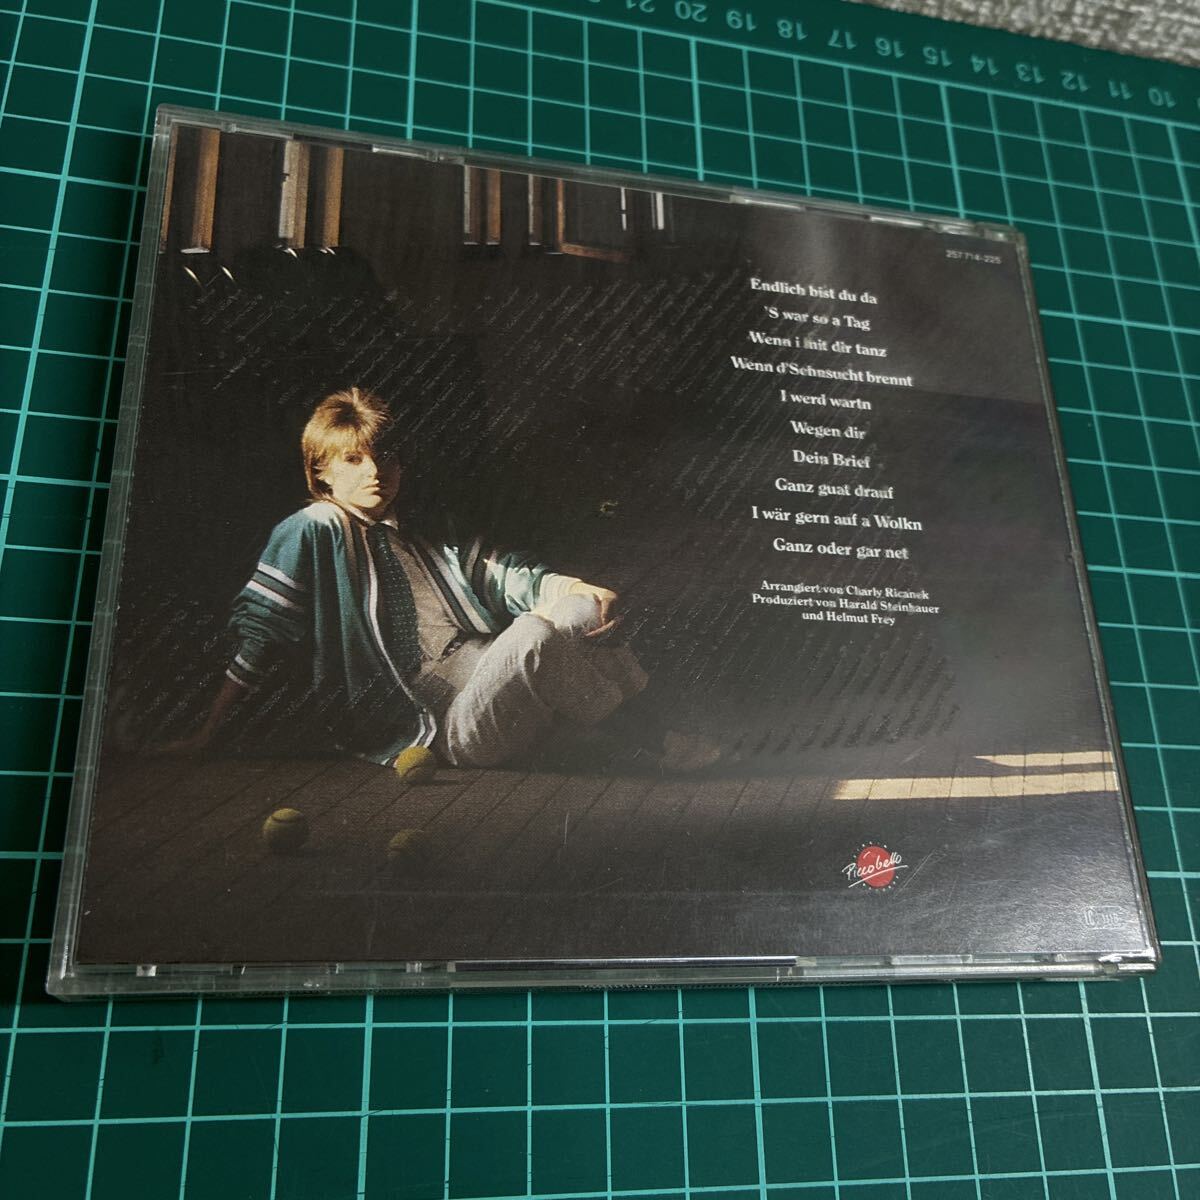 21 20 19 18 17 16 15 14 13 12 11 10
257 714-225
Endlich bist du da
'S war so a Tag
Wenn i mit dir tanz
Wenn d'Sehnsucht brennt
I werd wartn
Wegen dir
Dein Brief
Ganz guat drauf
I wär gern auf a Wolkn
Ganz oder gar net
Arrangiert von Charly Ricanek
Produziert von Harald Steinhauer
und Helmut Frey
Piccobello